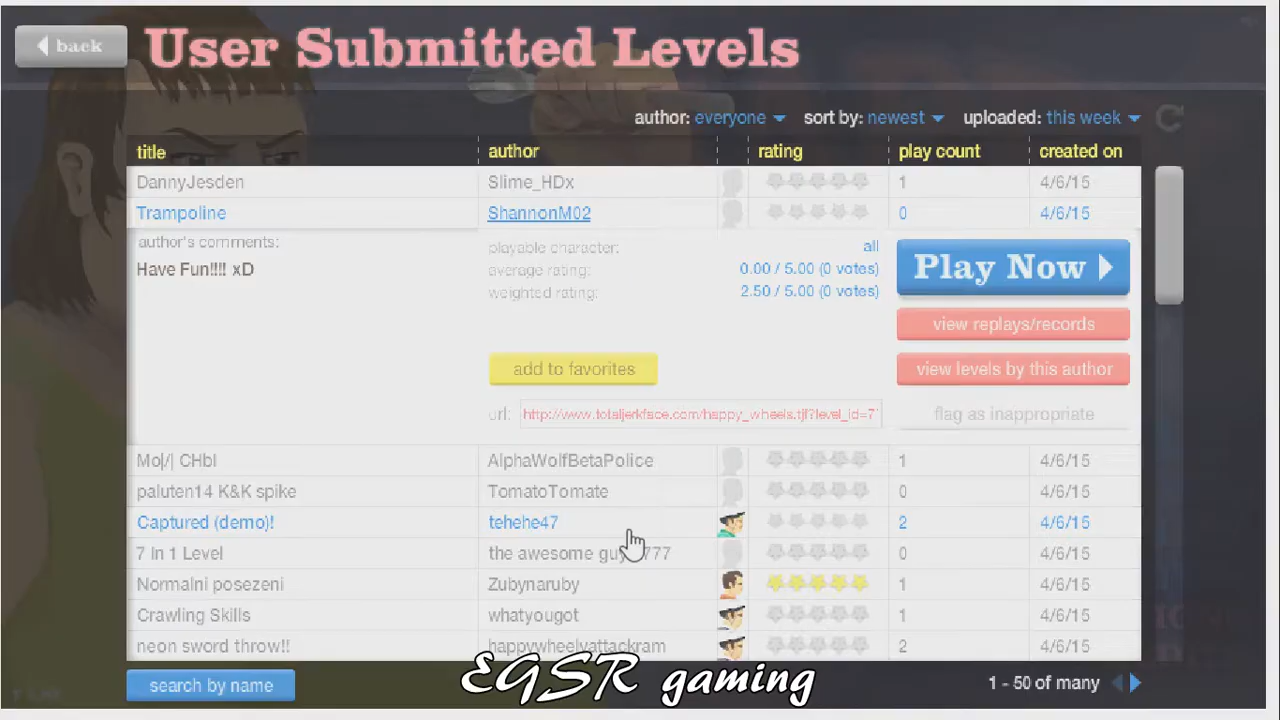 back
User Submitted Levels
author: everyone sort by: newest uploaded: this week
title author rating play count created on
DannyJesden Slime_HDx 1 4/6/15
Trampoline ShannonM02 0 4/6/15
author's comments:
Have Fun!!!! xD
playable character: all
average rating: 0.00 / 5.00 (0 votes)
weighted rating: 2.50 / 5.00 (0 votes)
Play Now
view replays/records
add to favorites
view levels by this author
url: http://www.totaljerkface.com/happy_wheels.tjf?level_id=7
flag as inappropriate
Mo|/| CHbl AlphaWolfBetaPolice 1 4/6/15
paluten14 K&K spike TomatoTomate 0 4/6/15
Captured (demo)! tehehe47 2 4/6/15
7 In 1 Level the awesome guy 777 0 4/6/15
Normalni posezeni Zubynaruby 1 4/6/15
Crawling Skills whatyougot 1 4/6/15
neon sword throw!! happywheelyattackram 2 4/6/15
search by name
EGSR gaming
1 - 50 of many